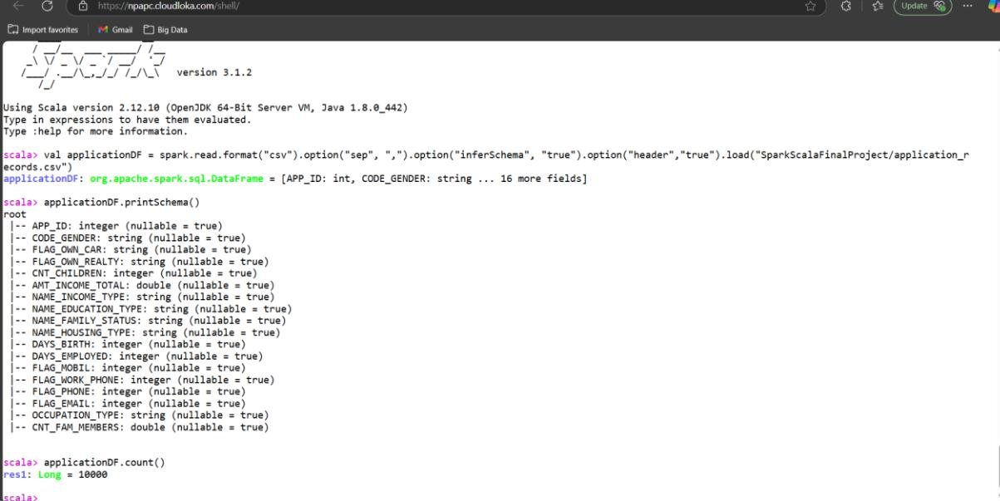 https://npapc.cloudloka.com/shell/
Update
Import favorites
Gmail
Big Data
version 3.1.2
Using Scala version 2.12.10 (OpenJDK 64-Bit Server VM, Java 1.8.0_442)
Type in expressions to have them evaluated.
Type :help for more information.
scala> val applicationDF = spark.read.format("csv").option("sep", ",").option("inferSchema", "true").option("header","true").load("SparkScalaFinalProject/application_r
ecords.csv")
applicationDF: org.apache.spark.sql.DataFrame = [APP_ID: int, CODE_GENDER: string ... 16 more fields]
scala> applicationDF.printSchema()
root
|-- APP_ID: integer (nullable = true)
|-- CODE_GENDER: string (nullable = true)
|-- FLAG_OWN_CAR: string (nullable = true)
|-- FLAG_OWN_REALTY: string (nullable = true)
|-- CNT_CHILDREN: integer (nullable = true)
|-- AMT_INCOME_TOTAL: double (nullable = true)
|-- NAME_INCOME_TYPE: string (nullable = true)
|-- NAME_EDUCATION_TYPE: string (nullable = true)
|-- NAME_FAMILY_STATUS: string (nullable = true)
|-- NAME_HOUSING_TYPE: string (nullable = true)
|-- DAYS_BIRTH: integer (nullable = true)
|-- DAYS_EMPLOYED: integer (nullable = true)
|-- FLAG_MOBIL: integer (nullable = true)
|-- FLAG_WORK_PHONE: integer (nullable = true)
|-- FLAG_PHONE: integer (nullable = true)
|-- FLAG_EMAIL: integer (nullable = true)
|-- OCCUPATION_TYPE: string (nullable = true)
|-- CNT_FAM_MEMBERS: double (nullable = true)
scala> applicationDF.count()
res1: Long = 10000
scala>